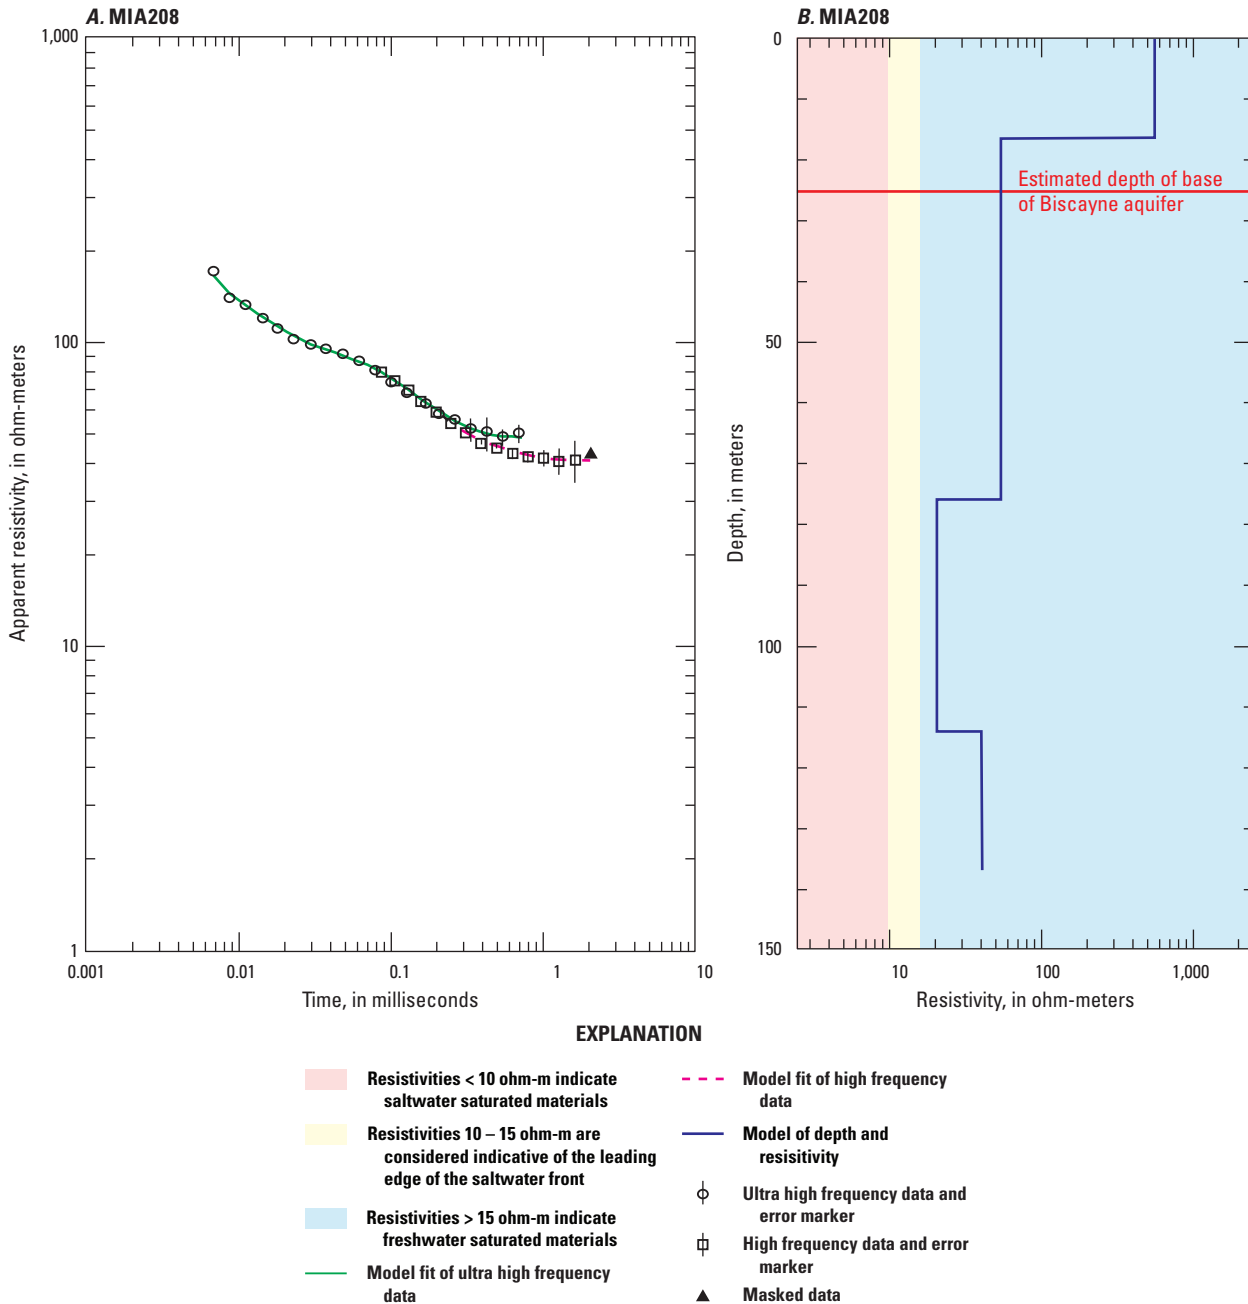 A. MIA208
1,000
100
10
1
0.001
0.01
0.1
1
10
Apparent resistivity, in ohm-meters
Time, in milliseconds
B. MIA208
0
50
100
150
10
100
1,000
Depth, in meters
Resistivity, in ohm-meters
Estimated depth of base
of Biscayne aquifer
EXPLANATION
Resistivities < 10 ohm-m indicate
saltwater saturated materials
Resistivities 10 – 15 ohm-m are
considered indicative of the leading
edge of the saltwater front
Resistivities > 15 ohm-m indicate
freshwater saturated materials
Model fit of ultra high frequency
data
Model fit of high frequency
data
Model of depth and
resisitivity
Ultra high frequency data and
error marker
High frequency data and error
marker
Masked data